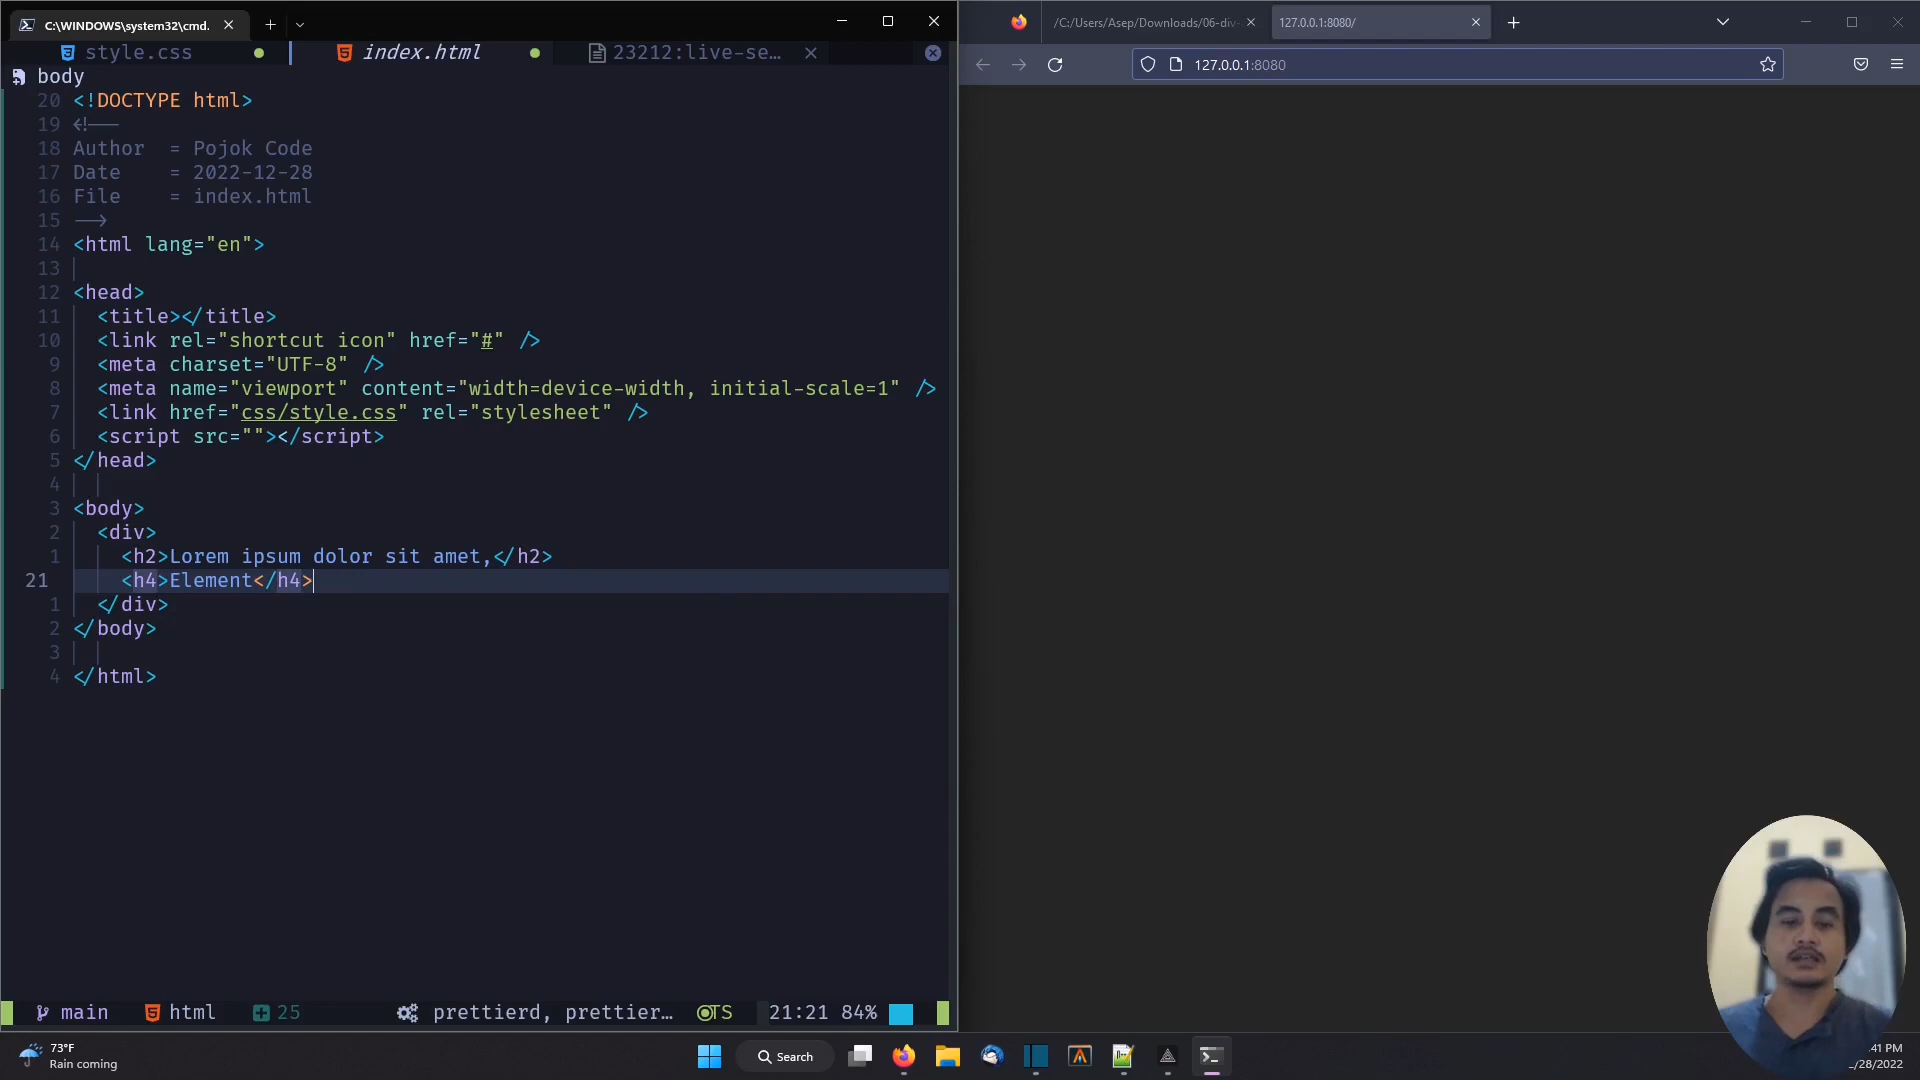 C:\WINDOWS\system32\cmd.
/C:/Users/Asep/Downloads/06-div-
127.0.0.1:8080/
style.css
index.html
23212:live-se...
127.0.0.1:8080
body
20 <!DOCTYPE html>
19 <!--
18 Author = Pojok Code
17 Date = 2022-12-28
16 File = index.html
15 -->
14 <html lang="en">
13
12 <head>
11 <title></title>
10 <link rel="shortcut icon" href="#" />
9 <meta charset="UTF-8" />
8 <meta name="viewport" content="width=device-width, initial-scale=1" />
7 <link href="css/style.css" rel="stylesheet" />
6 <script src=""></script>
5 </head>
4
3 <body>
2 <div>
1 <h2>Lorem ipsum dolor sit amet,</h2>
21 <h4>Element</h4>
1 </div>
2 </body>
3
4 </html>
main html 25 prettierd, prettier... TS 21:21 84%
73°F
Rain coming
Search
:41 PM
/28/2022